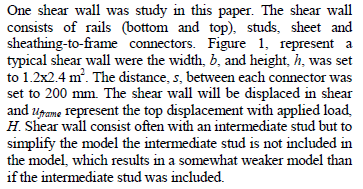 One shear wall was study in this paper. The shear wall
consists of rails (bottom and top), studs, sheet and
sheathing-to-frame connectors. Figure 1, represent a
typical shear wall were the width, b, and height, h, was set
to 1.2x2.4 m². The distance, s, between each connector was
set to 200 mm. The shear wall will be displaced in shear
and uframe represent the top displacement with applied load,
H. Shear wall consist often with an intermediate stud but to
simplify the model the intermediate stud is not included in
the model, which results in a somewhat weaker model than
if the intermediate stud was included.